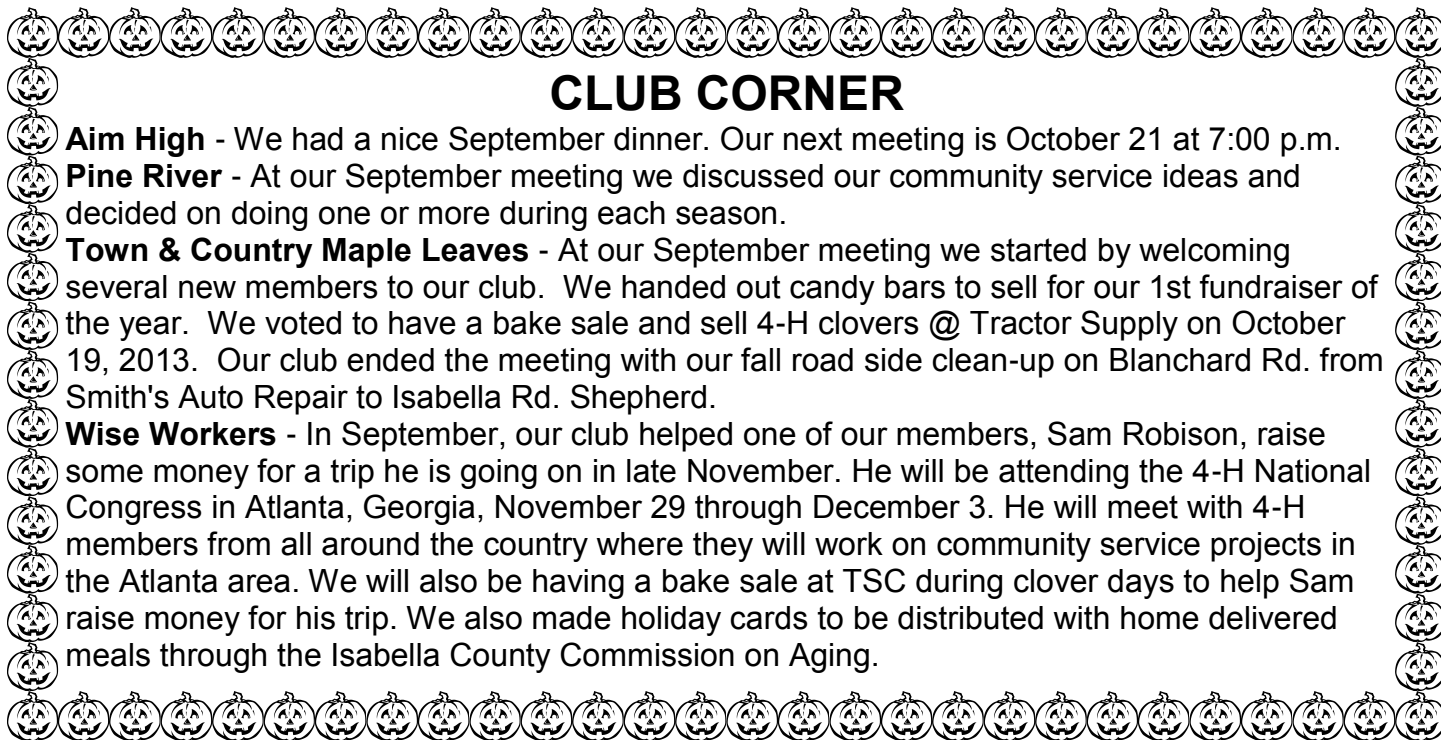 CLUB CORNER
Aim High - We had a nice September dinner. Our next meeting is October 21 at 7:00 p.m.
Pine River - At our September meeting we discussed our community service ideas and
decided on doing one or more during each season.
Town & Country Maple Leaves - At our September meeting we started by welcoming
several new members to our club.  We handed out candy bars to sell for our 1st fundraiser of
the year.  We voted to have a bake sale and sell 4-H clovers @ Tractor Supply on October
19, 2013.  Our club ended the meeting with our fall road side clean-up on Blanchard Rd. from
Smith's Auto Repair to Isabella Rd. Shepherd.
Wise Workers - In September, our club helped one of our members, Sam Robison, raise
some money for a trip he is going on in late November. He will be attending the 4-H National
Congress in Atlanta, Georgia, November 29 through December 3. He will meet with 4-H
members from all around the country where they will work on community service projects in
the Atlanta area. We will also be having a bake sale at TSC during clover days to help Sam
raise money for his trip. We also made holiday cards to be distributed with home delivered
meals through the Isabella County Commission on Aging.